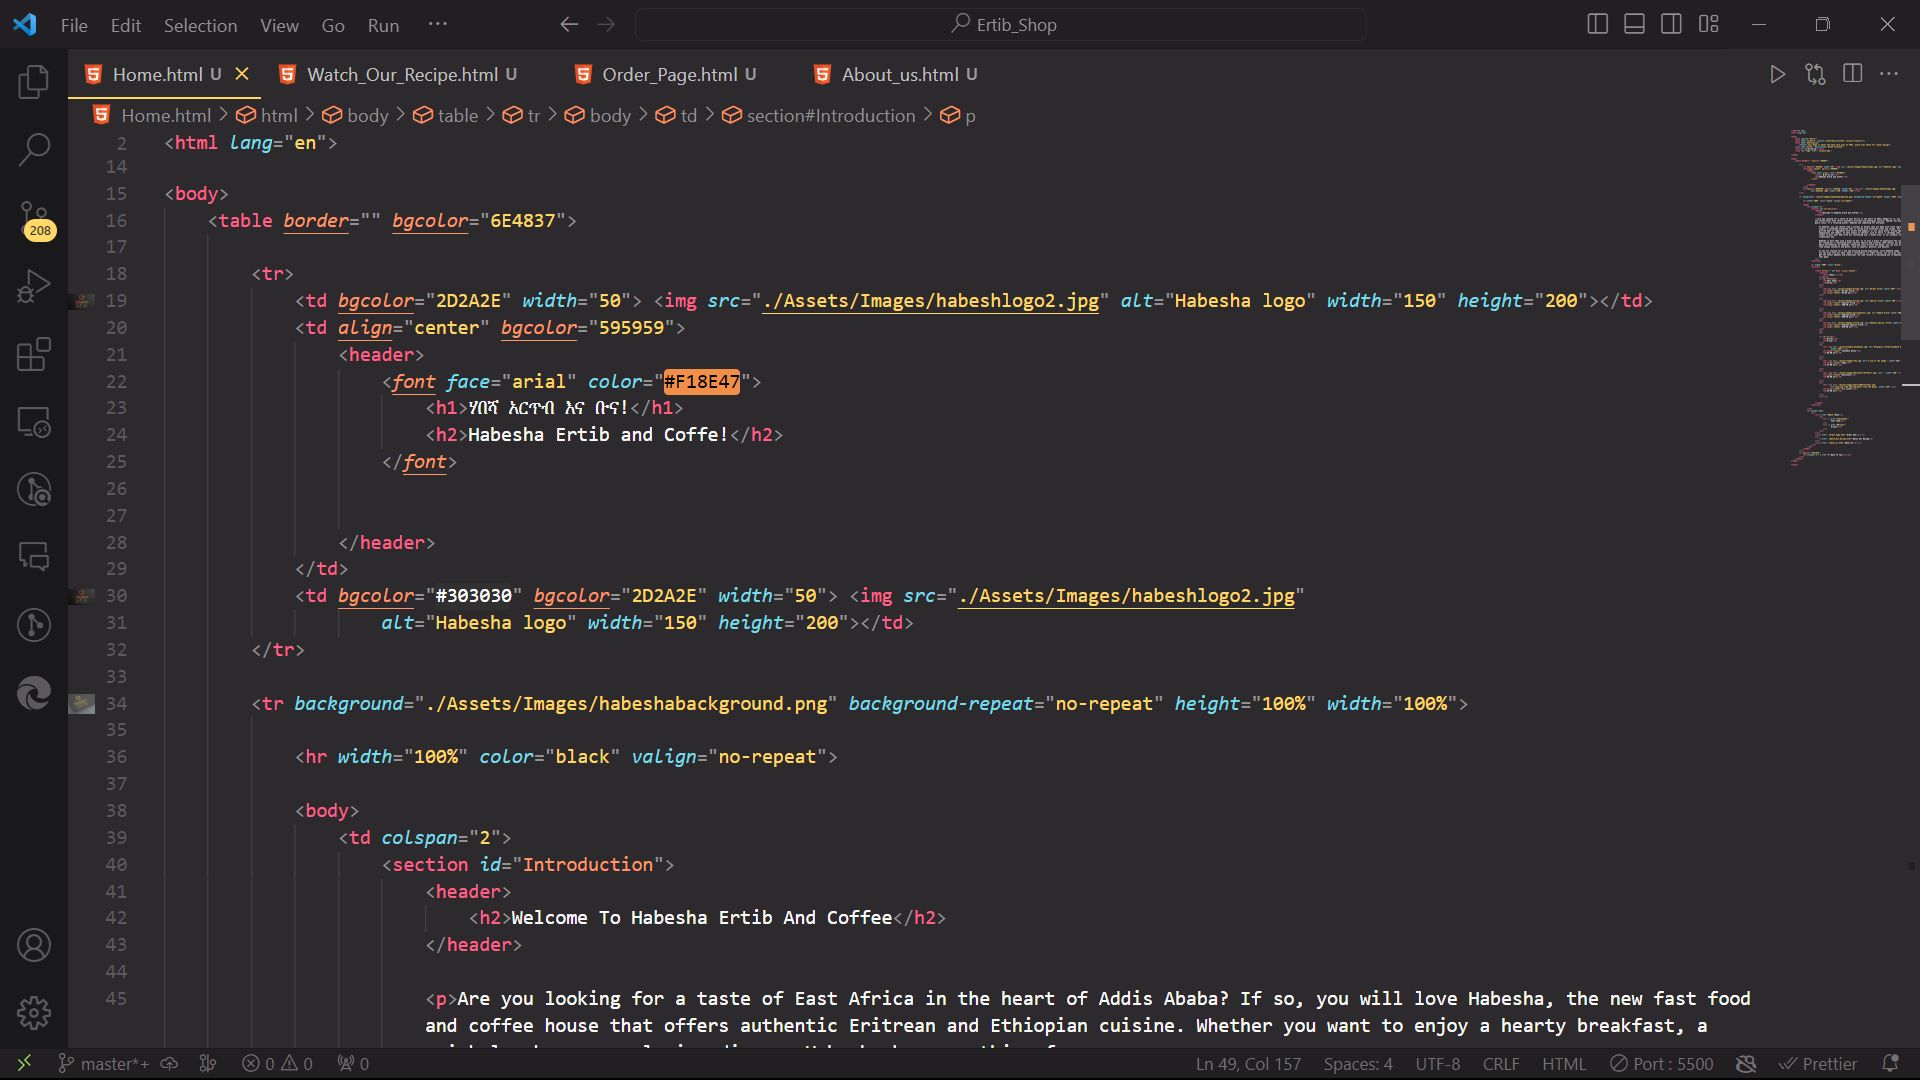 File Edit Selection View Go Run ··· Ertib_Shop
Home.html U Watch_Our_Recipe.html U Order_Page.html U About_us.html U
Home.html > html > body > table > tr > body > td > section#Introduction > p
2 <html lang="en">
14
15 <body>
16 <table border="" bgcolor="6E4837">
17
18 <tr>
19 <td bgcolor="2D2A2E" width="50"> <img src="./Assets/Images/habeshlogo2.jpg" alt="Habesha logo" width="150" height="200"></td>
20 <td align="center" bgcolor="595959">
21 <header>
22 <font face="arial" color="#F18E47">
23 <h1>ሃበሻ እርጥብ እና ቡና!</h1>
24 <h2>Habesha Ertib and Coffe!</h2>
25 </font>
26
27
28 </header>
29 </td>
30 <td bgcolor="#303030" bgcolor="2D2A2E" width="50"> <img src="./Assets/Images/habeshlogo2.jpg"
31 alt="Habesha logo" width="150" height="200"></td>
32 </tr>
33
34 <tr background="./Assets/Images/habeshabackground.png" background-repeat="no-repeat" height="100%" width="100%">
35
36 <hr width="100%" color="black" valign="no-repeat">
37
38 <body>
39 <td colspan="2">
40 <section id="Introduction">
41 <header>
42 <h2>Welcome To Habesha Ertib And Coffee</h2>
43 </header>
44
45 <p>Are you looking for a taste of East Africa in the heart of Addis Ababa? If so, you will love Habesha, the new fast food
and coffee house that offers authentic Eritrean and Ethiopian cuisine. Whether you want to enjoy a hearty breakfast, a
208
master*+ 0 0 0 Ln 49, Col 157 Spaces: 4 UTF-8 CRLF HTML Port : 5500 Prettier